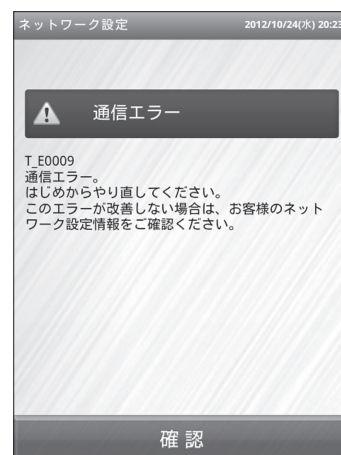 ネットワーク設定 2012/10/24(水) 20:23
通信エラー
T_E0009
通信エラー。
はじめからやり直してください。
このエラーが改善しない場合は、お客様のネット
ワーク設定情報をご確認ください。
確 認